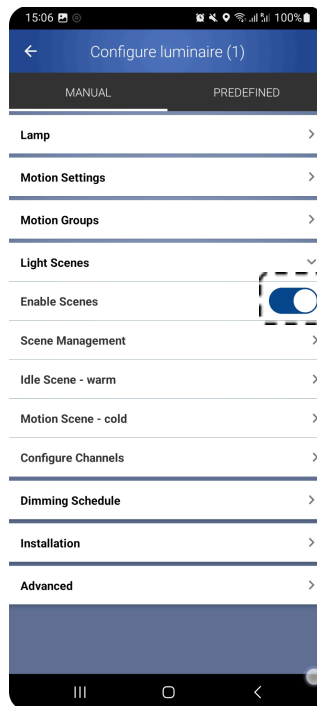 15:06 100%
Configure luminaire (1)
MANUAL PREDEFINED
Lamp
Motion Settings
Motion Groups
Light Scenes
Enable Scenes
Scene Management
Idle Scene - warm
Motion Scene - cold
Configure Channels
Dimming Schedule
Installation
Advanced